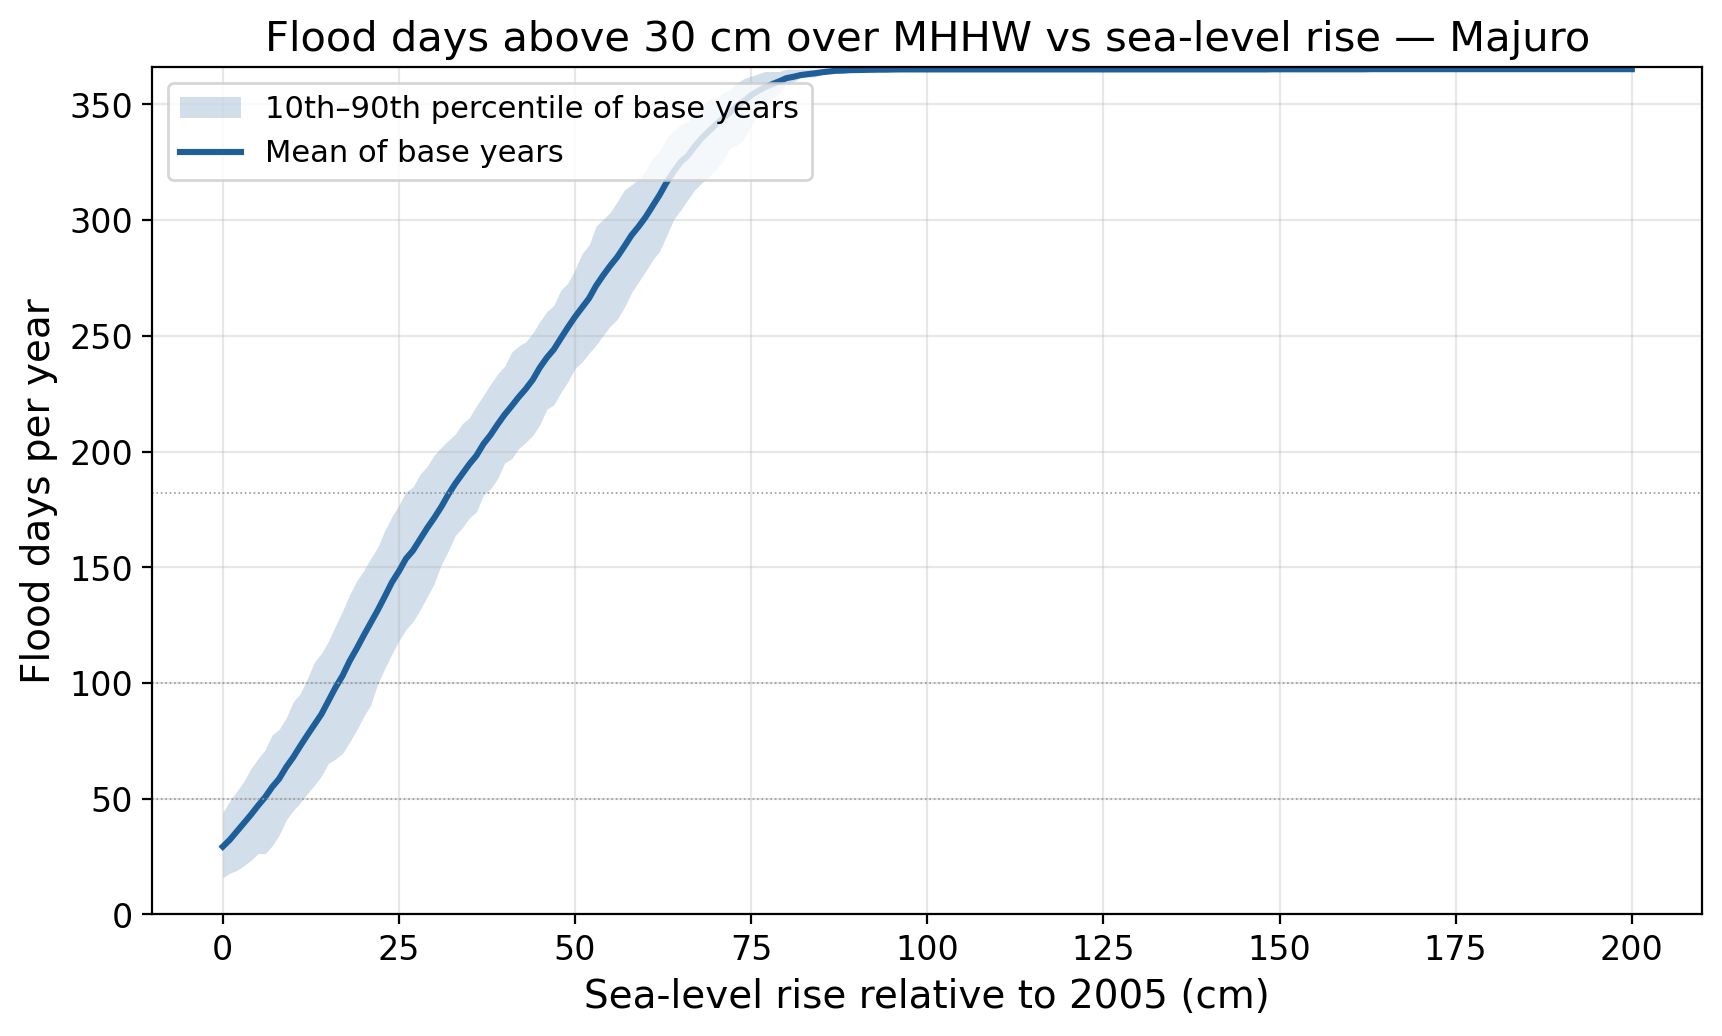 Flood days above 30 cm over MHHW vs sea-level rise — Majuro
10th–90th percentile of base years
Mean of base years
Flood days per year
350
300
250
200
150
100
50
0
0 25 50 75 100 125 150 175 200
Sea-level rise relative to 2005 (cm)